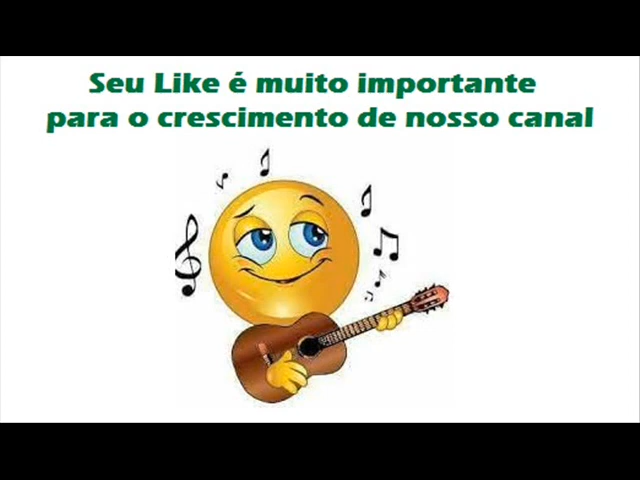 Seu Like é muito importante
para o crescimento de nosso canal